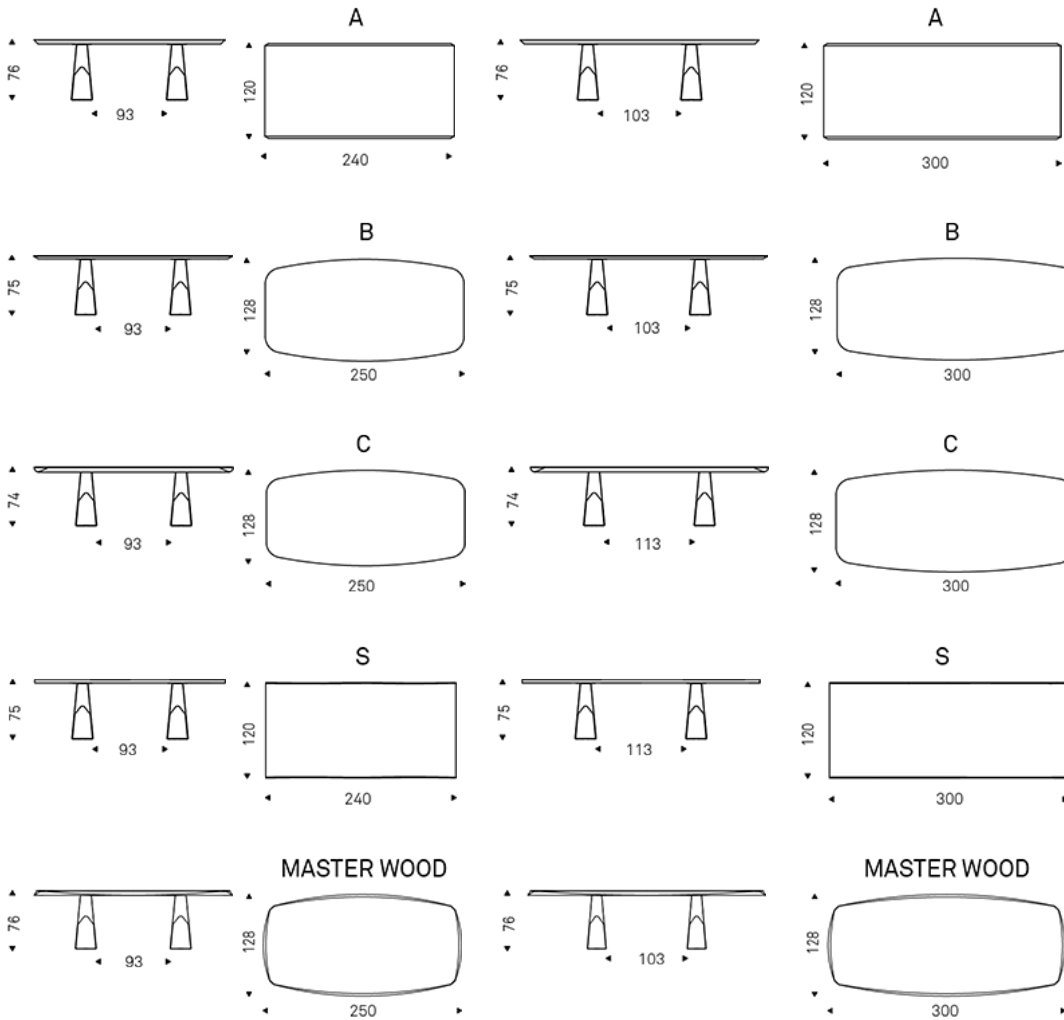 A A
76 93 120 240 76 103 120 300
B B
75 93 128 250 75 103 128 300
C C
74 93 128 250 74 113 128 300
S S
75 93 120 240 75 113 120 300
MASTER WOOD MASTER WOOD
76 93 128 250 76 103 128 300